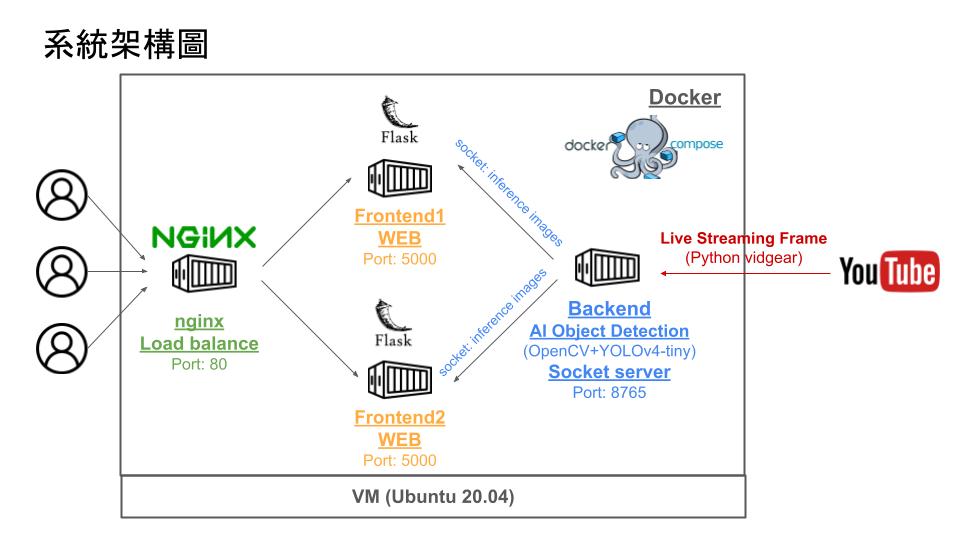 系統架構圖
Docker
docker compose
Flask
socket: inference images
Frontend1
WEB
Port: 5000
NGiNX
nginx
Load balance
Port: 80
Live Streaming Frame
(Python vidgear)
YouTube
Backend
AI Object Detection
(OpenCV+YOLOv4-tiny)
Socket server
Port: 8765
socket: inference images
Flask
Frontend2
WEB
Port: 5000
VM (Ubuntu 20.04)